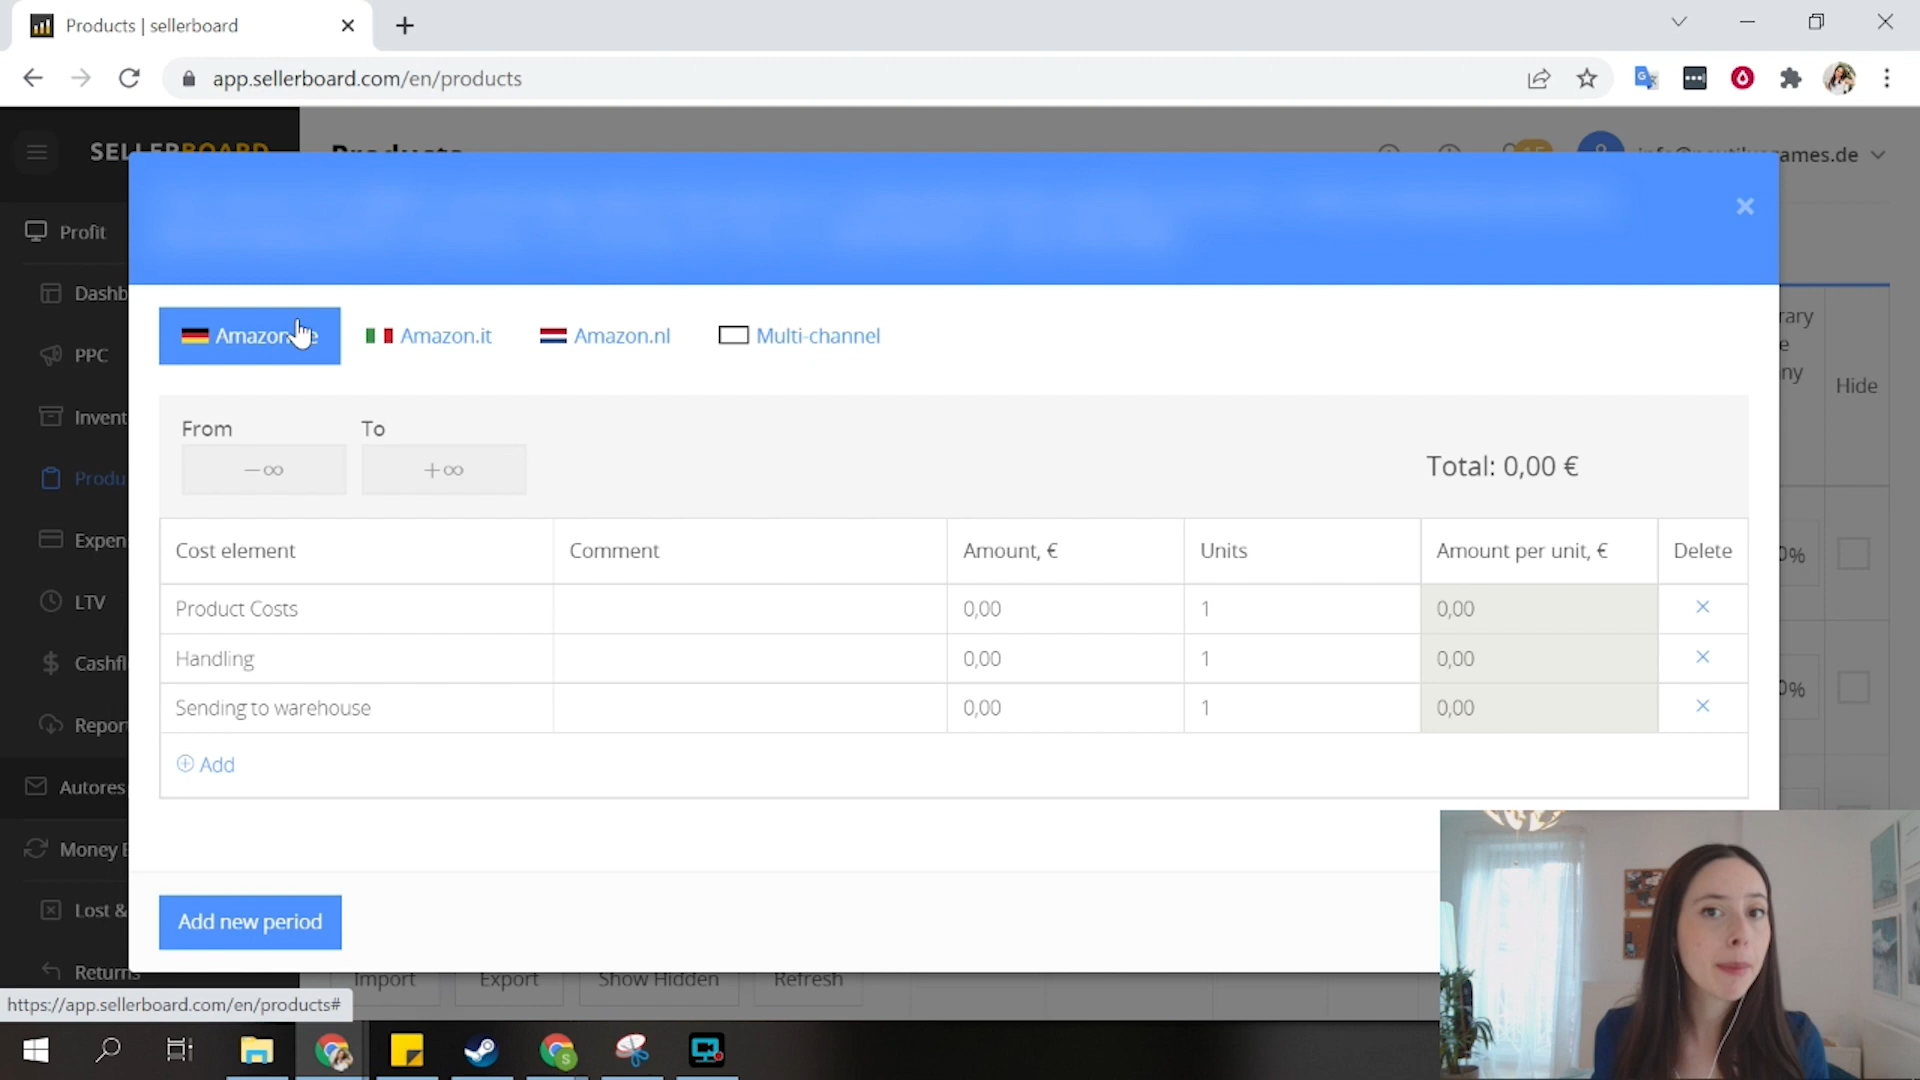 Products | sellerboard
app.sellerboard.com/en/products
SELLERBOARD
Products
15
Profit
Dashb
PPC
Invent
Produ
Expen
LTV
Cashfl
Report
Autores
Money
Lost &
Returns
Amazon.it
Amazon.nl
Multi-channel
From
To
−∞
+∞
Total: 0,00 €
Cost element
Comment
Amount, €
Units
Amount per unit, €
Delete
Product Costs
0,00
1
0,00
Handling
0,00
1
0,00
Sending to warehouse
0,00
1
0,00
Add
Add new period
Hide
Import
Export
Show Hidden
Refresh
https://app.sellerboard.com/en/products#